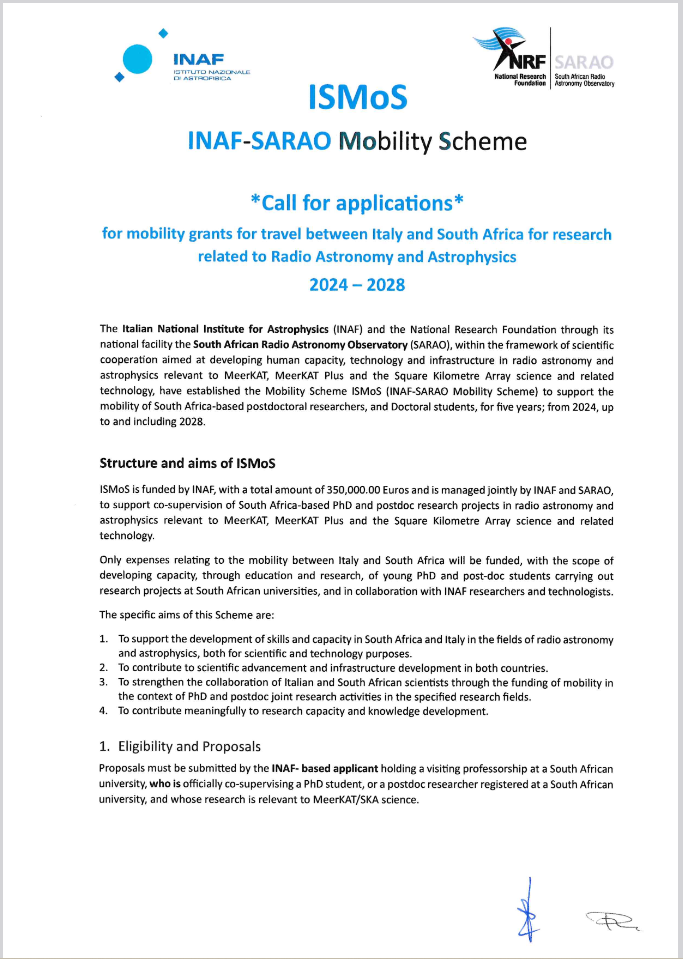 INAF
ISTITUTO NAZIONALE
DI ASTROFISICA
NRF
National Research
Foundation
SARAO
South African Radio
Astronomy Observatory
ISMoS
INAF-SARAO Mobility Scheme
*Call for applications*
for mobility grants for travel between Italy and South Africa for research
related to Radio Astronomy and Astrophysics
2024 – 2028
The Italian National Institute for Astrophysics (INAF) and the National Research Foundation through its
national facility the South African Radio Astronomy Observatory (SARAO), within the framework of scientific
cooperation aimed at developing human capacity, technology and infrastructure in radio astronomy and
astrophysics relevant to MeerKAT, MeerKAT Plus and the Square Kilometre Array science and related
technology, have established the Mobility Scheme ISMoS (INAF-SARAO Mobility Scheme) to support the
mobility of South Africa-based postdoctoral researchers, and Doctoral students, for five years; from 2024, up
to and including 2028.
Structure and aims of ISMoS
ISMoS is funded by INAF, with a total amount of 350,000.00 Euros and is managed jointly by INAF and SARAO,
to support co-supervision of South Africa-based PhD and postdoc research projects in radio astronomy and
astrophysics relevant to MeerKAT, MeerKAT Plus and the Square Kilometre Array science and related
technology.
Only expenses relating to the mobility between Italy and South Africa will be funded, with the scope of
developing capacity, through education and research, of young PhD and post-doc students carrying out
research projects at South African universities, and in collaboration with INAF researchers and technologists.
The specific aims of this Scheme are:
1. To support the development of skills and capacity in South Africa and Italy in the fields of radio astronomy
and astrophysics, both for scientific and technology purposes.
2. To contribute to scientific advancement and infrastructure development in both countries.
3. To strengthen the collaboration of Italian and South African scientists through the funding of mobility in
the context of PhD and postdoc joint research activities in the specified research fields.
4. To contribute meaningfully to research capacity and knowledge development.
1. Eligibility and Proposals
Proposals must be submitted by the INAF- based applicant holding a visiting professorship at a South African
university, who is officially co-supervising a PhD student, or a postdoc researcher registered at a South African
university, and whose research is relevant to MeerKAT/SKA science.